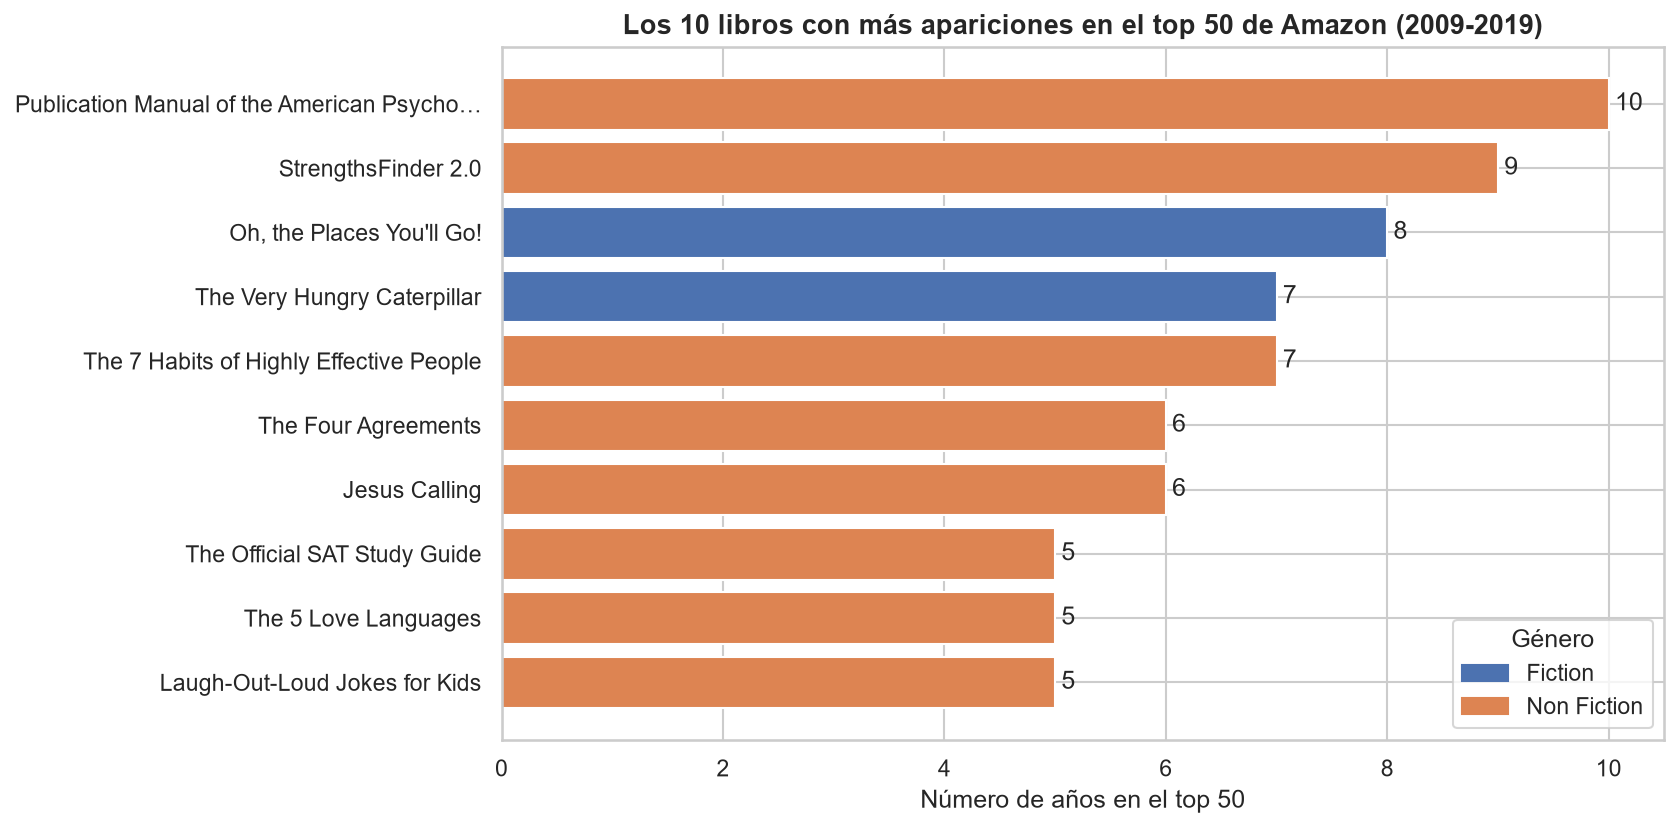 Los 10 libros con más apariciones en el top 50 de Amazon (2009-2019)
Publication Manual of the American Psycho… 10
StrengthsFinder 2.0 9
Oh, the Places You'll Go! 8
The Very Hungry Caterpillar 7
The 7 Habits of Highly Effective People 7
The Four Agreements 6
Jesus Calling 6
The Official SAT Study Guide 5
The 5 Love Languages 5
Laugh-Out-Loud Jokes for Kids 5
Género
Fiction
Non Fiction
0 2 4 6 8 10
Número de años en el top 50